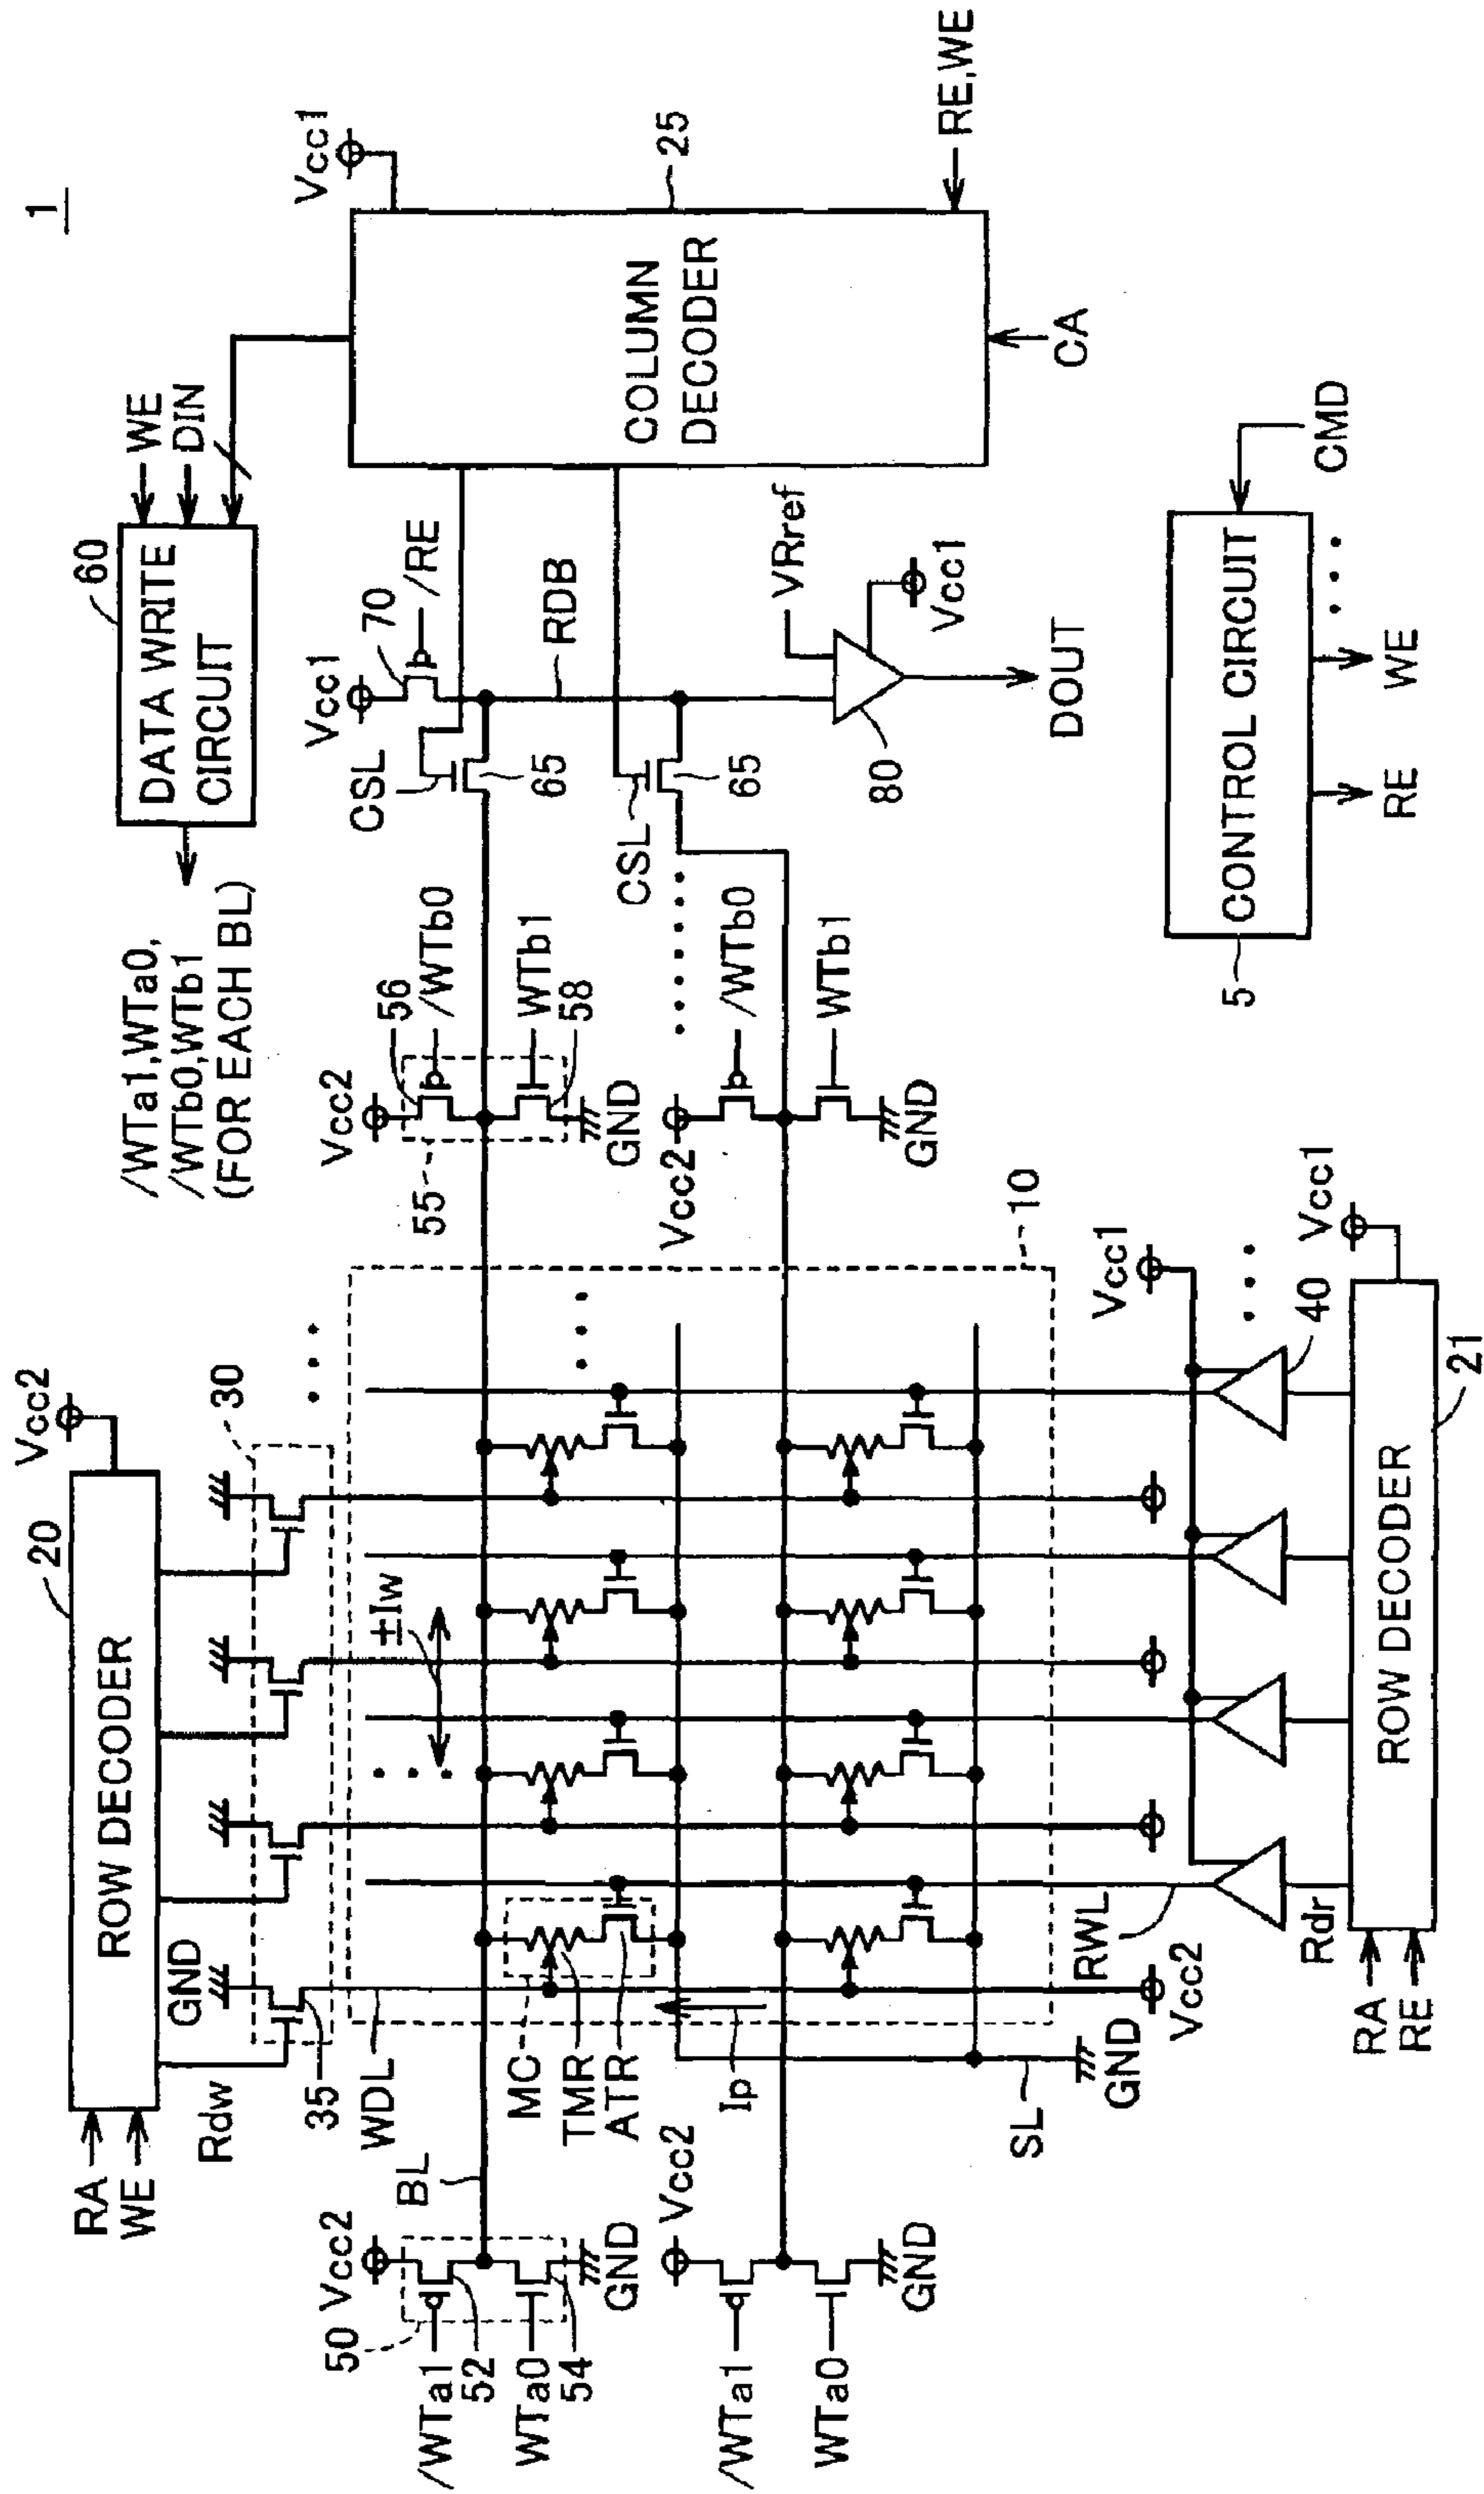 1
RA
WE
20
ROW DECODER
Vcc2
Rdw
GND
30
35
WDL
/WTa1,WTa0,
/WTb0,WTb1
(FOR EACH BL)
60
DATA WRITE
CIRCUIT
WE
DIN
Vcc1
25
COLUMN
DECODER
RE,WE
CA
50
Vcc2
/WTa1
52
WTa0
54
GND
BL
±Iw
MC
TMR
ATR
Vcc2
55
56
/WTb0
WTb1
58
GND
Vcc1
70
/RE
CSL
65
RDB
CSL
65
Vcc2
/WTa1
WTa0
GND
Ip
SL
GND
Vcc2
/WTb0
WTb1
GND
VRref
80
Vcc1
DOUT
10
RWL
Vcc2
Vcc1
40
Rdr
RA
RE
ROW DECODER
21
Vcc1
5
CONTROL CIRCUIT
CMD
RE
WE